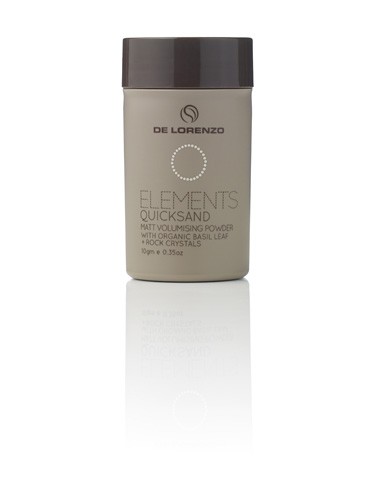 DE LORENZO
ELEMENTS
QUICKSAND
MATT VOLUMISING POWDER
WITH ORGANIC BASIL LEAF
+ ROCK CRYSTALS
10gm e 0.35oz